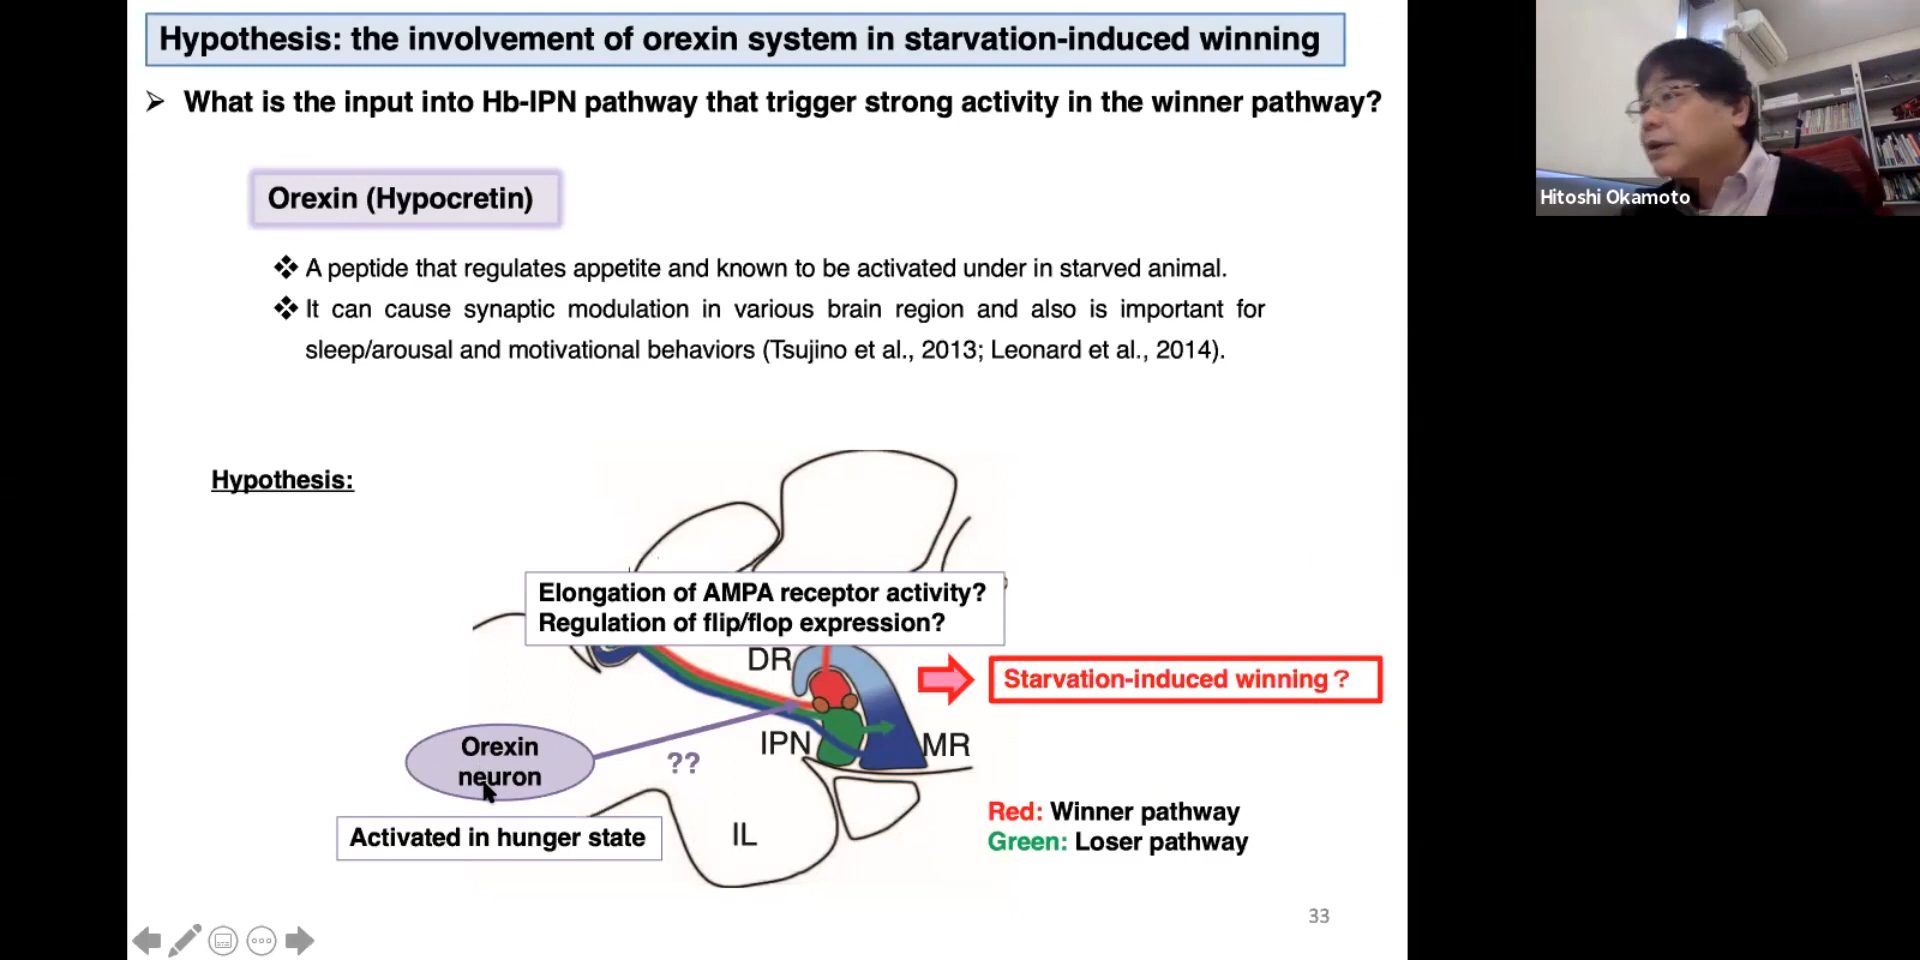 Hypothesis: the involvement of orexin system in starvation-induced winning
What is the input into Hb-IPN pathway that trigger strong activity in the winner pathway?
Orexin (Hypocretin)
A peptide that regulates appetite and known to be activated under in starved animal.
It can cause synaptic modulation in various brain region and also is important for
sleep/arousal and motivational behaviors (Tsujino et al., 2013; Leonard et al., 2014).
Hypothesis:
Elongation of AMPA receptor activity?
Regulation of flip/flop expression?
DR
Starvation-induced winning？
Orexin
neuron
??
IPN
MR
Activated in hunger state
IL
Red: Winner pathway
Green: Loser pathway
33
Hitoshi Okamoto